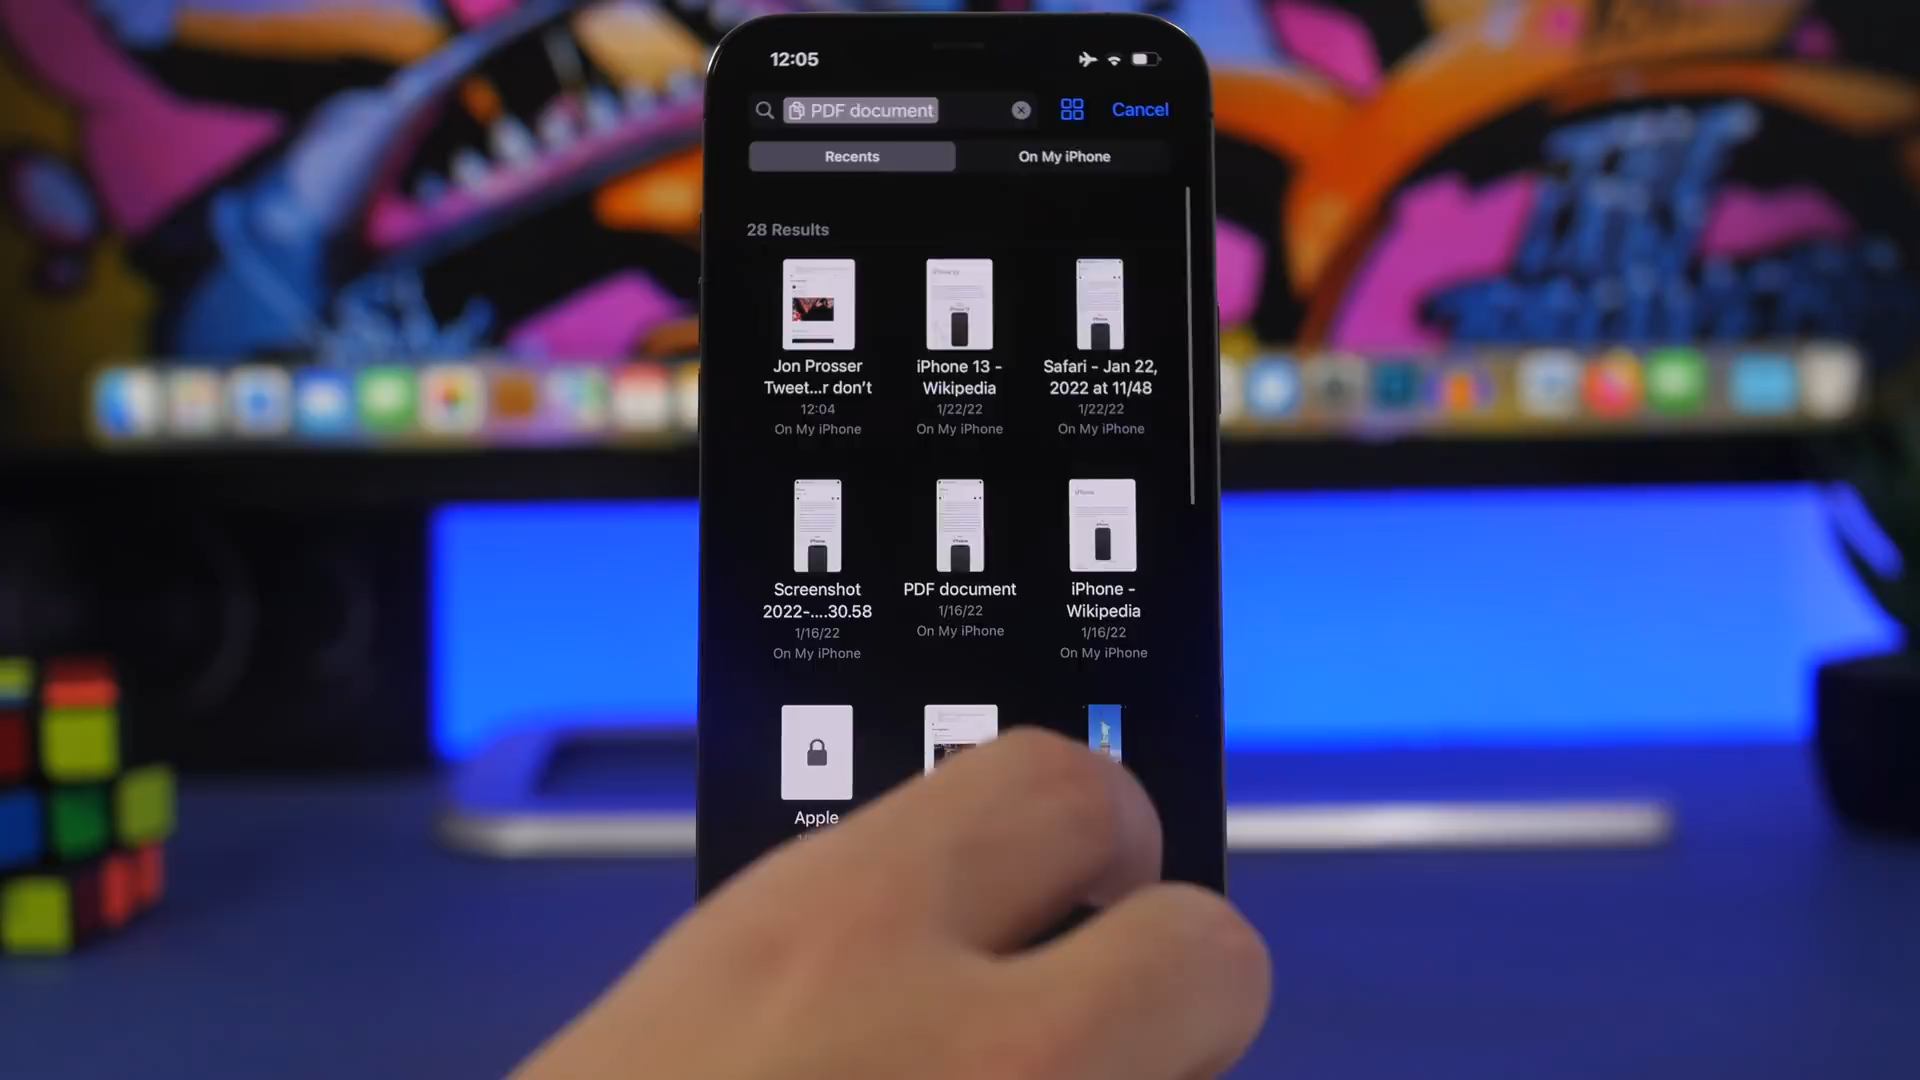 12:05
PDF document
Cancel
Recents
On My iPhone
28 Results
Jon Prosser
Tweet...r don't
12:04
On My iPhone
iPhone 13 -
Wikipedia
1/22/22
On My iPhone
Safari - Jan 22,
2022 at 11/48
1/22/22
On My iPhone
Screenshot
2022-....30.58
1/16/22
On My iPhone
PDF document
1/16/22
On My iPhone
iPhone -
Wikipedia
1/16/22
On My iPhone
Apple